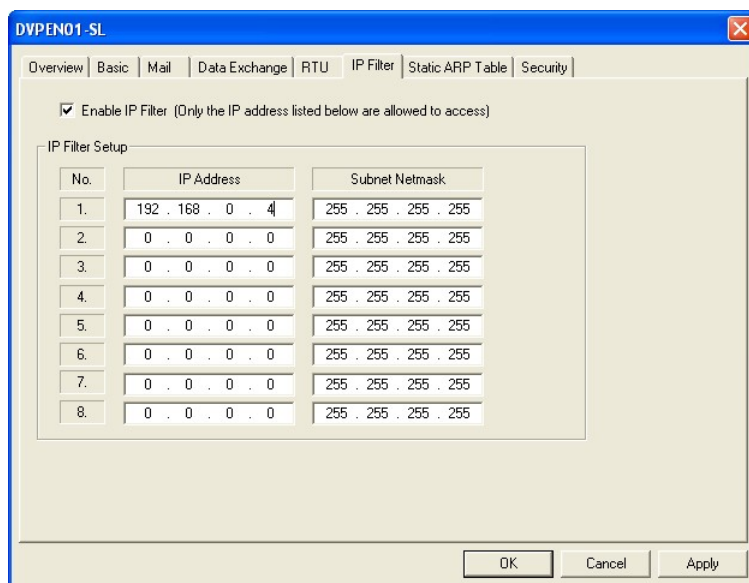 DVPEN01-SL
Overview Basic Mail Data Exchange RTU IP Filter Static ARP Table Security
Enable IP Filter (Only the IP address listed below are allowed to access)
IP Filter Setup
No. IP Address Subnet Netmask
1. 192 . 168 . 0 . 4 255 . 255 . 255 . 255
2. 0 . 0 . 0 . 0 255 . 255 . 255 . 255
3. 0 . 0 . 0 . 0 255 . 255 . 255 . 255
4. 0 . 0 . 0 . 0 255 . 255 . 255 . 255
5. 0 . 0 . 0 . 0 255 . 255 . 255 . 255
6. 0 . 0 . 0 . 0 255 . 255 . 255 . 255
7. 0 . 0 . 0 . 0 255 . 255 . 255 . 255
8. 0 . 0 . 0 . 0 255 . 255 . 255 . 255
OK Cancel Apply